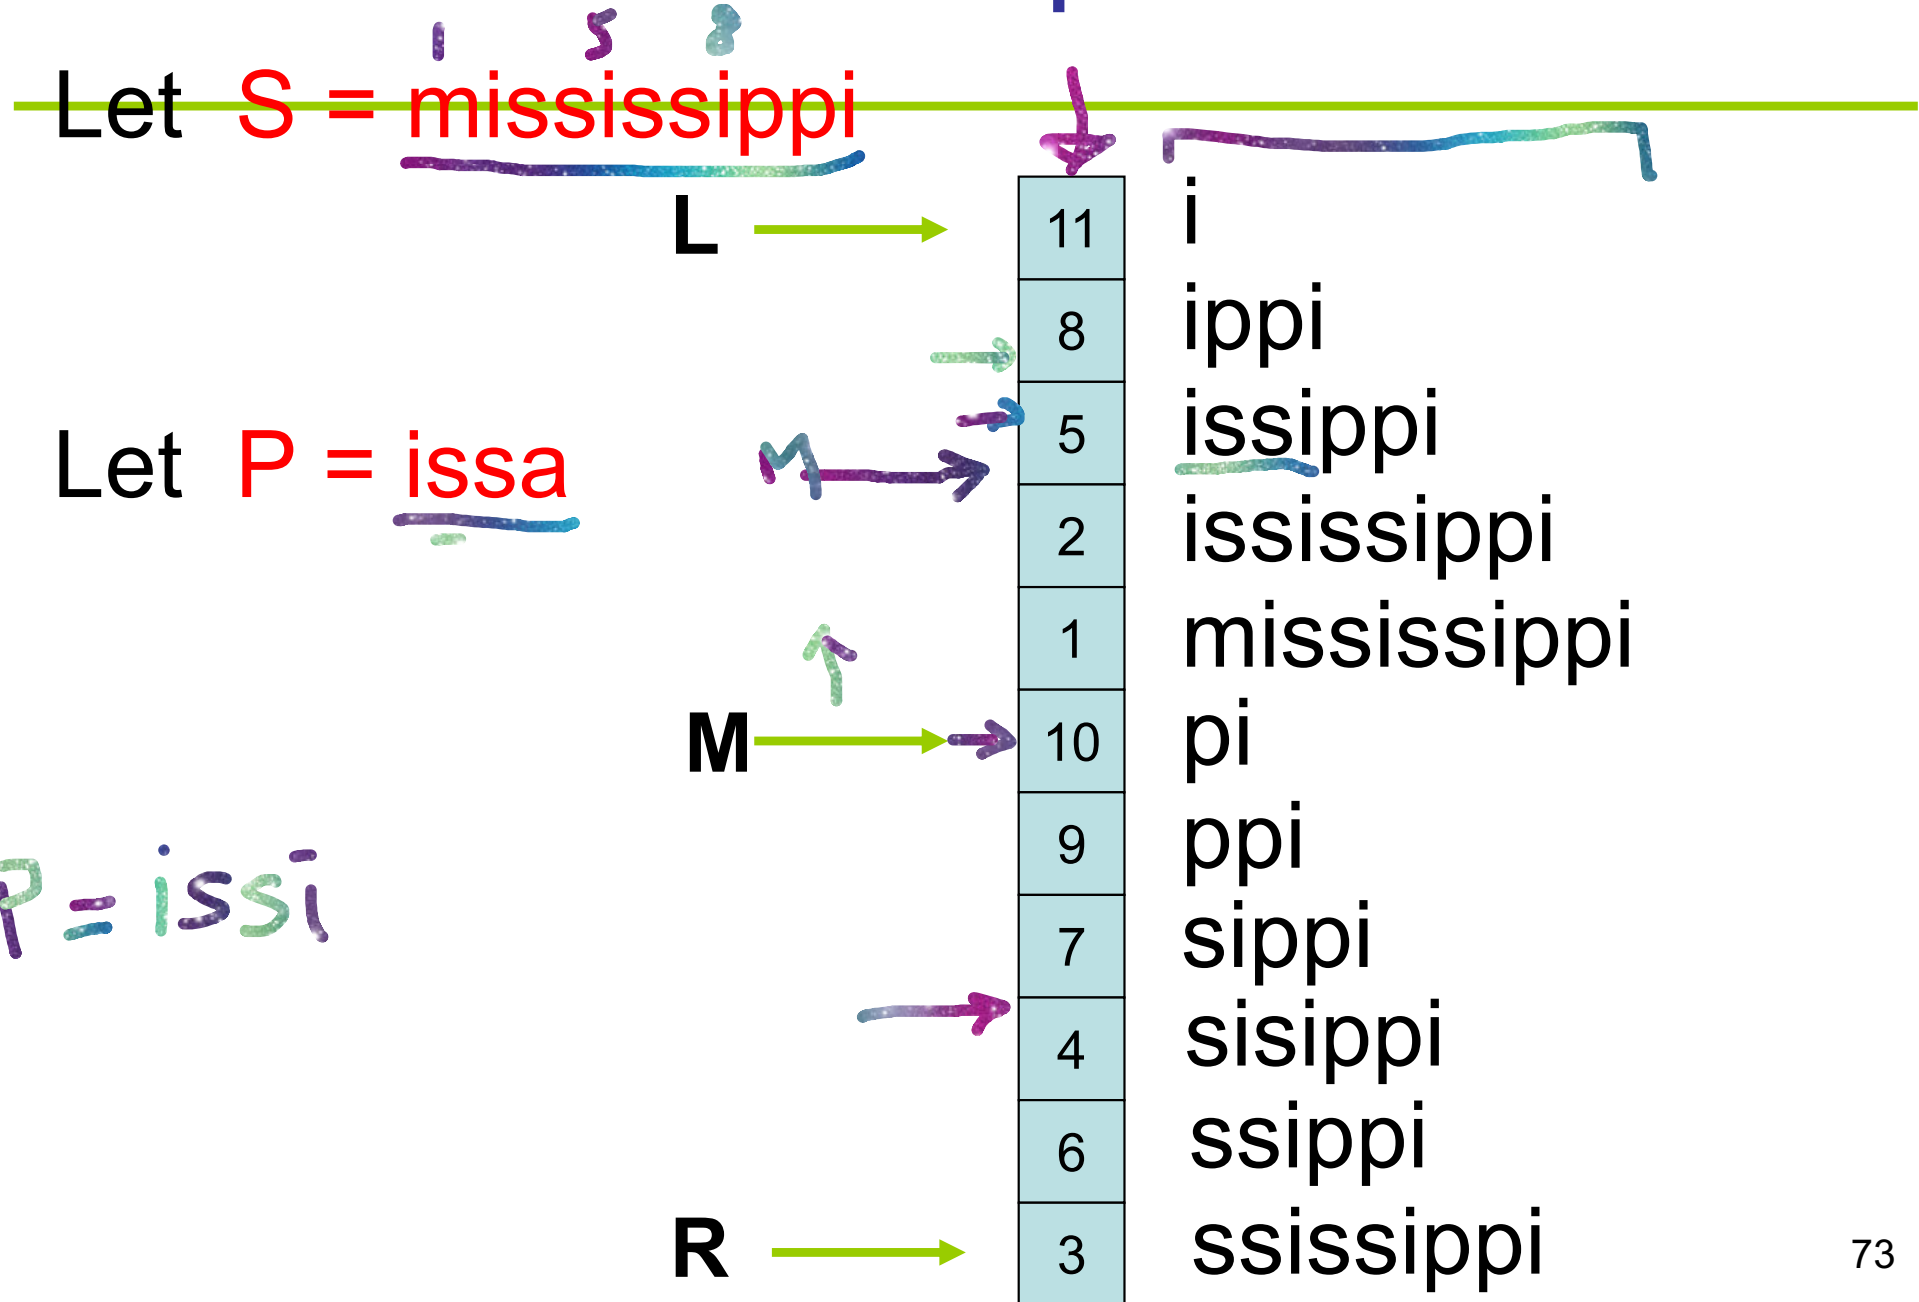 1 5 8
Let S = mississippi
L 11 i
8 ippi
Let P = issa
M 5 issippi
2 ississippi
1 mississippi
M 10 pi
9 ppi
P = issi
7 sippi
4 sisippi
6 ssippi
R 3 ssissippi
73